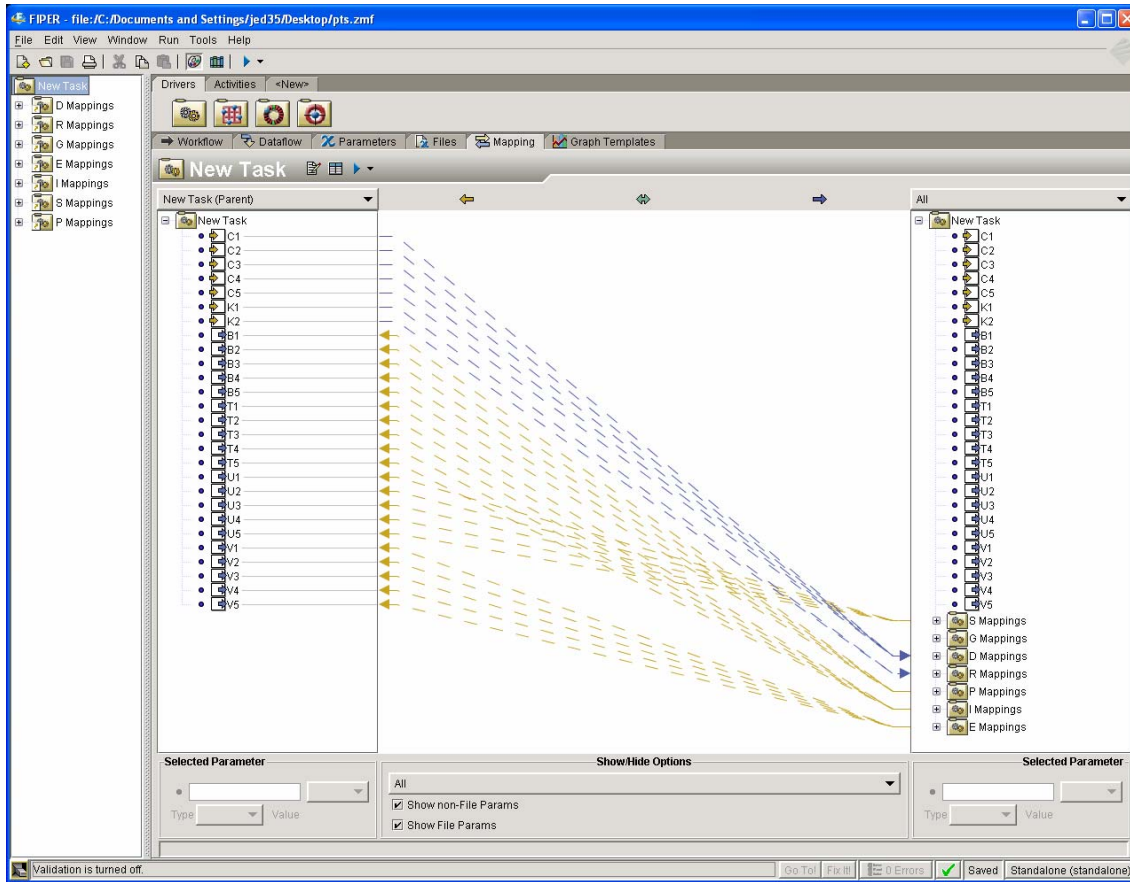 FIPER - file:/C:/Documents and Settings/jed35/Desktop/pts.zmf
File Edit View Window Run Tools Help
New Task
D Mappings
R Mappings
G Mappings
E Mappings
I Mappings
S Mappings
P Mappings
Drivers Activities <New>
Workflow Dataflow Parameters Files Mapping Graph Templates
New Task
New Task (Parent)
All
New Task
C1
C2
C3
C4
C5
K1
K2
B1
B2
B3
B4
B5
T1
T2
T3
T4
T5
U1
U2
U3
U4
U5
V1
V2
V3
V4
V5
New Task
C1
C2
C3
C4
C5
K1
K2
B1
B2
B3
B4
B5
T1
T2
T3
T4
T5
U1
U2
U3
U4
U5
V1
V2
V3
V4
V5
S Mappings
G Mappings
D Mappings
R Mappings
P Mappings
I Mappings
E Mappings
Selected Parameter
Type Value
Show/Hide Options
All
Show non-File Params
Show File Params
Selected Parameter
Type Value
Validation is turned off.
Go To! Fix It! 0 Errors Saved Standalone (standalone)